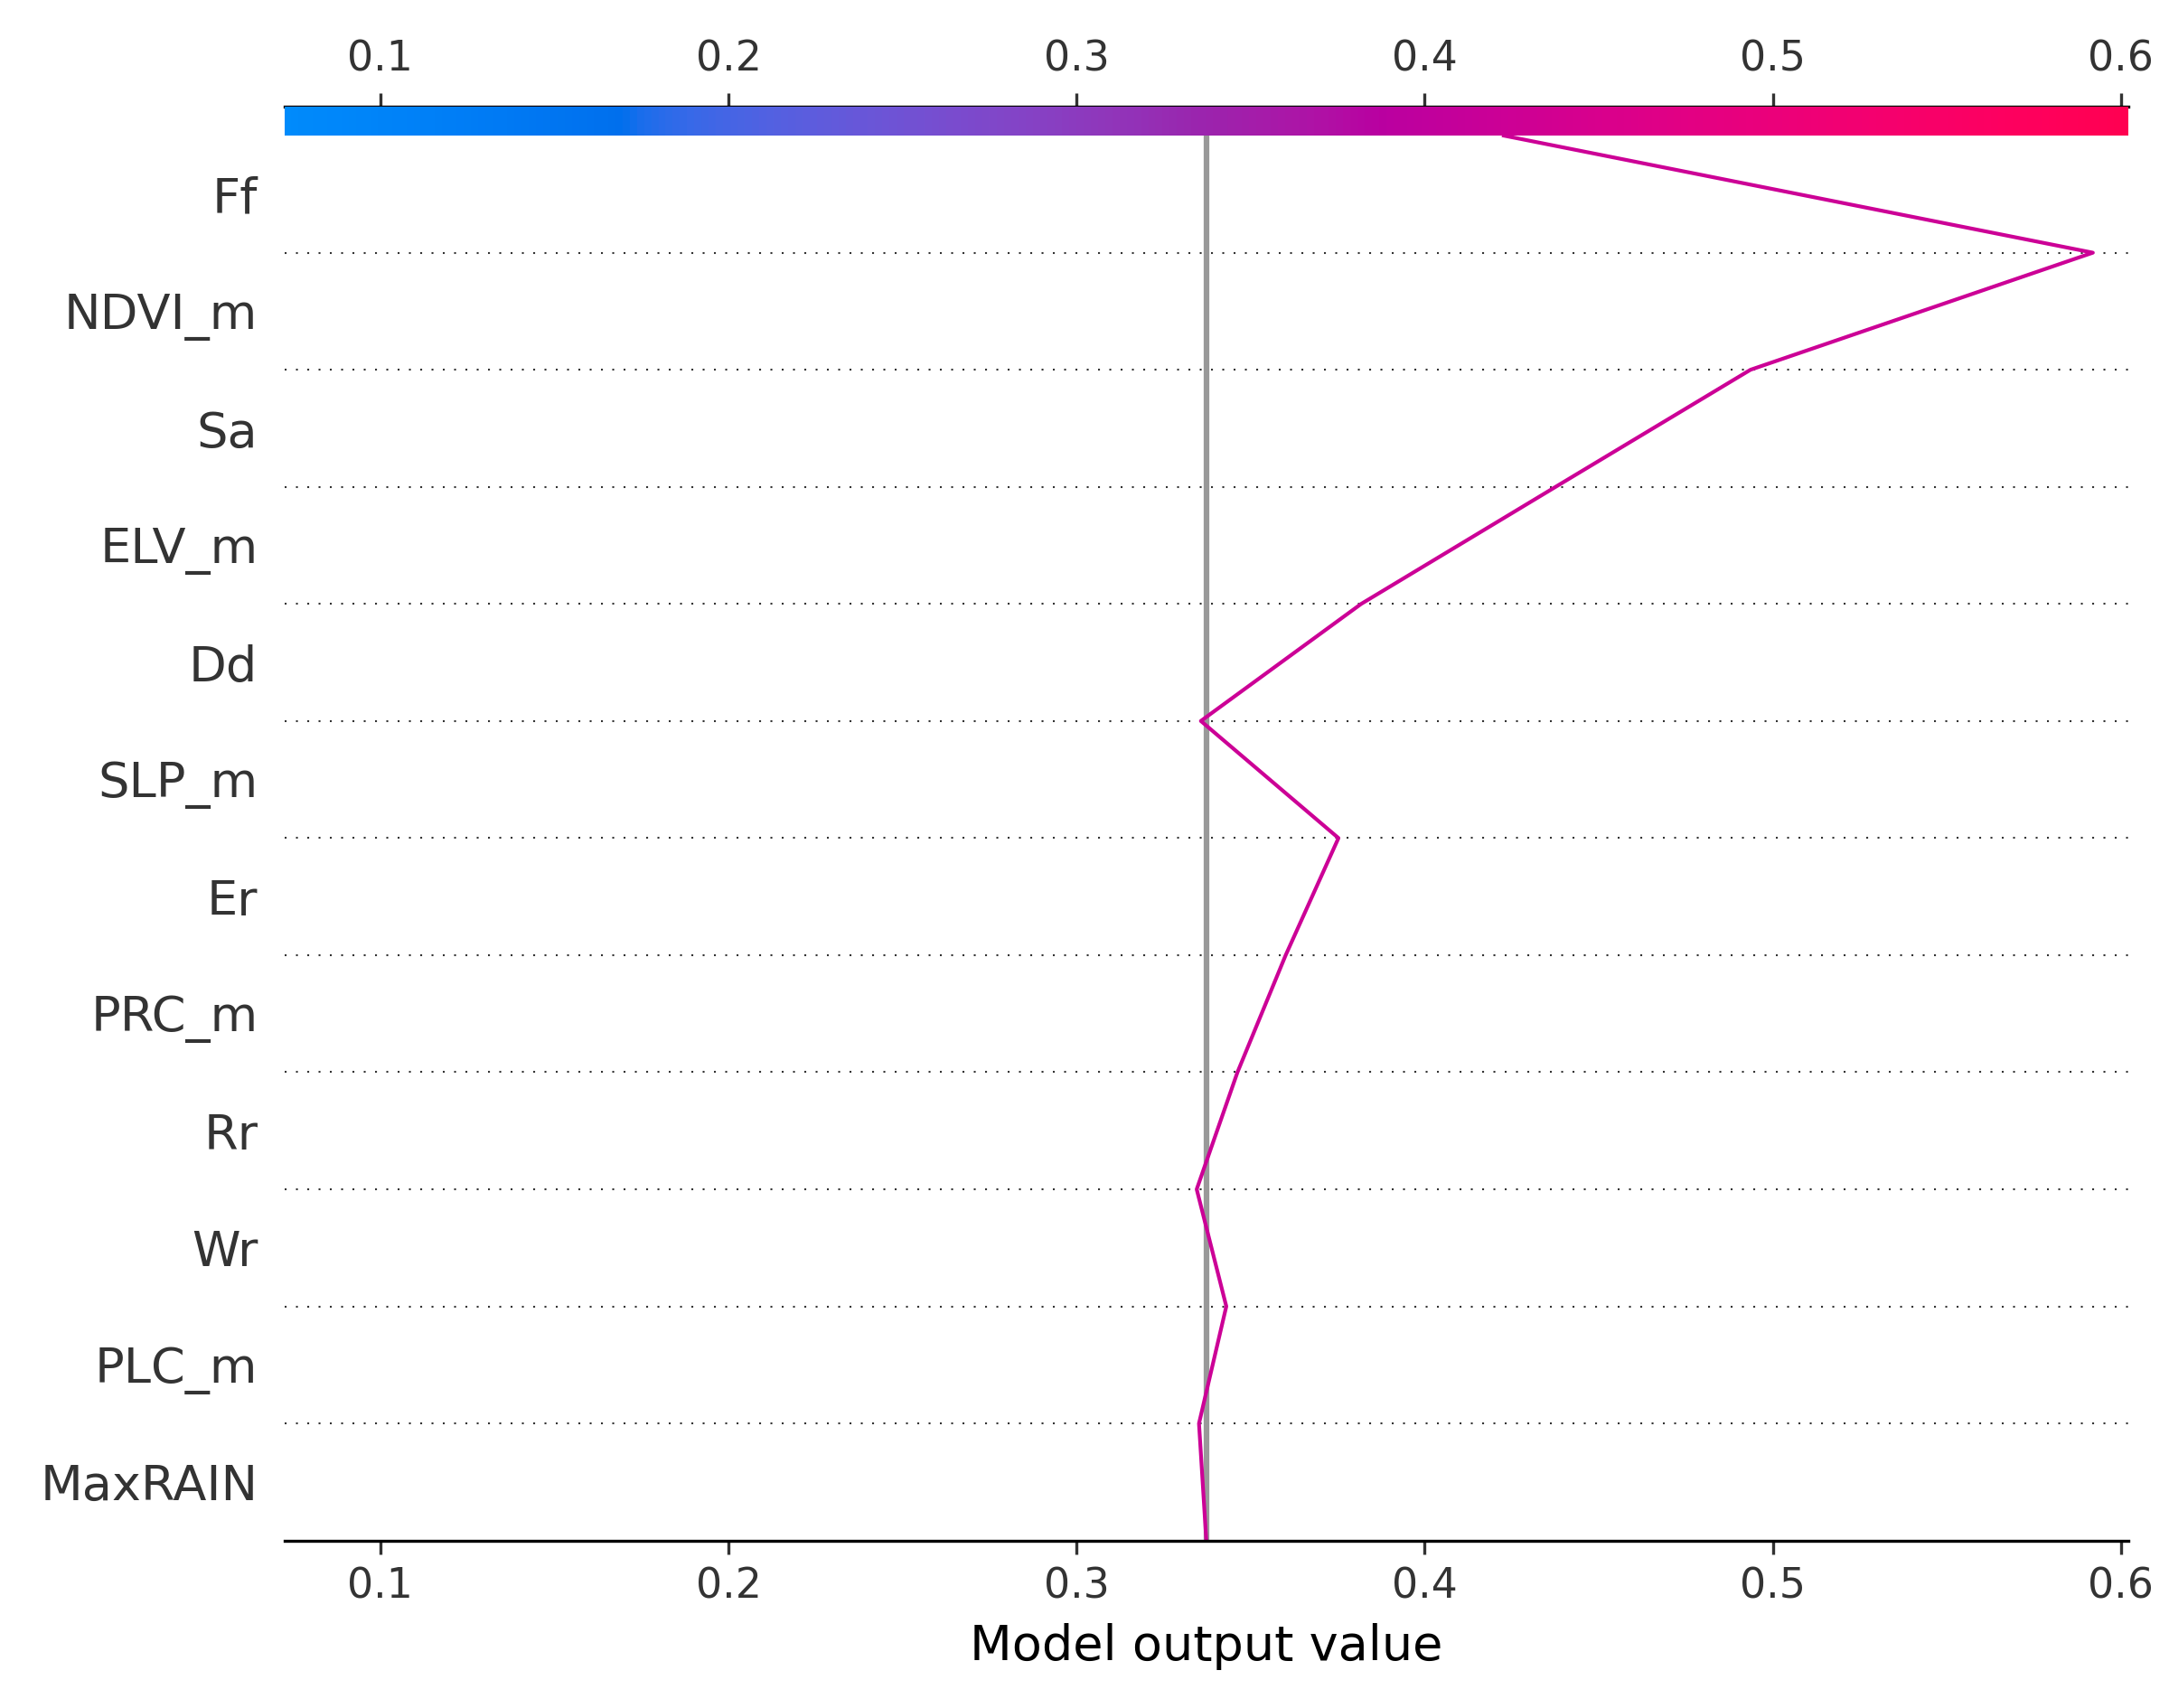 0.1 0.2 0.3 0.4 0.5 0.6
Ff
NDVI_m
Sa
ELV_m
Dd
SLP_m
Er
PRC_m
Rr
Wr
PLC_m
MaxRAIN
0.1 0.2 0.3 0.4 0.5 0.6
Model output value